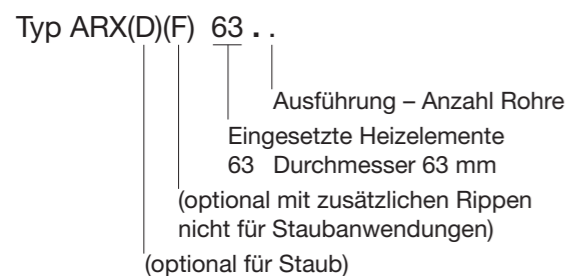 Typ ARX(D)(F) 63 . .
Ausführung – Anzahl Rohre
Eingesetzte Heizelemente
63 Durchmesser 63 mm
(optional mit zusätzlichen Rippen
nicht für Staubanwendungen)
(optional für Staub)